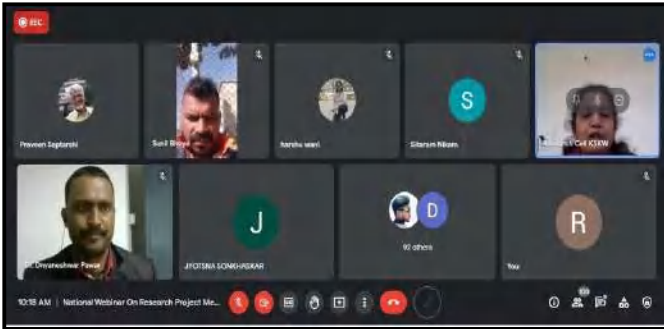 REC
Praveen Saptarshi
Sunil
harsha wani
S
Sitaram Nikam
Cell KSKW
Dr. Dnyaneshwar Pawar
J
JYOTSNA SONKHASKAR
D
92 others
R
You
10:18 AM | National Webinar On Research Project Me...